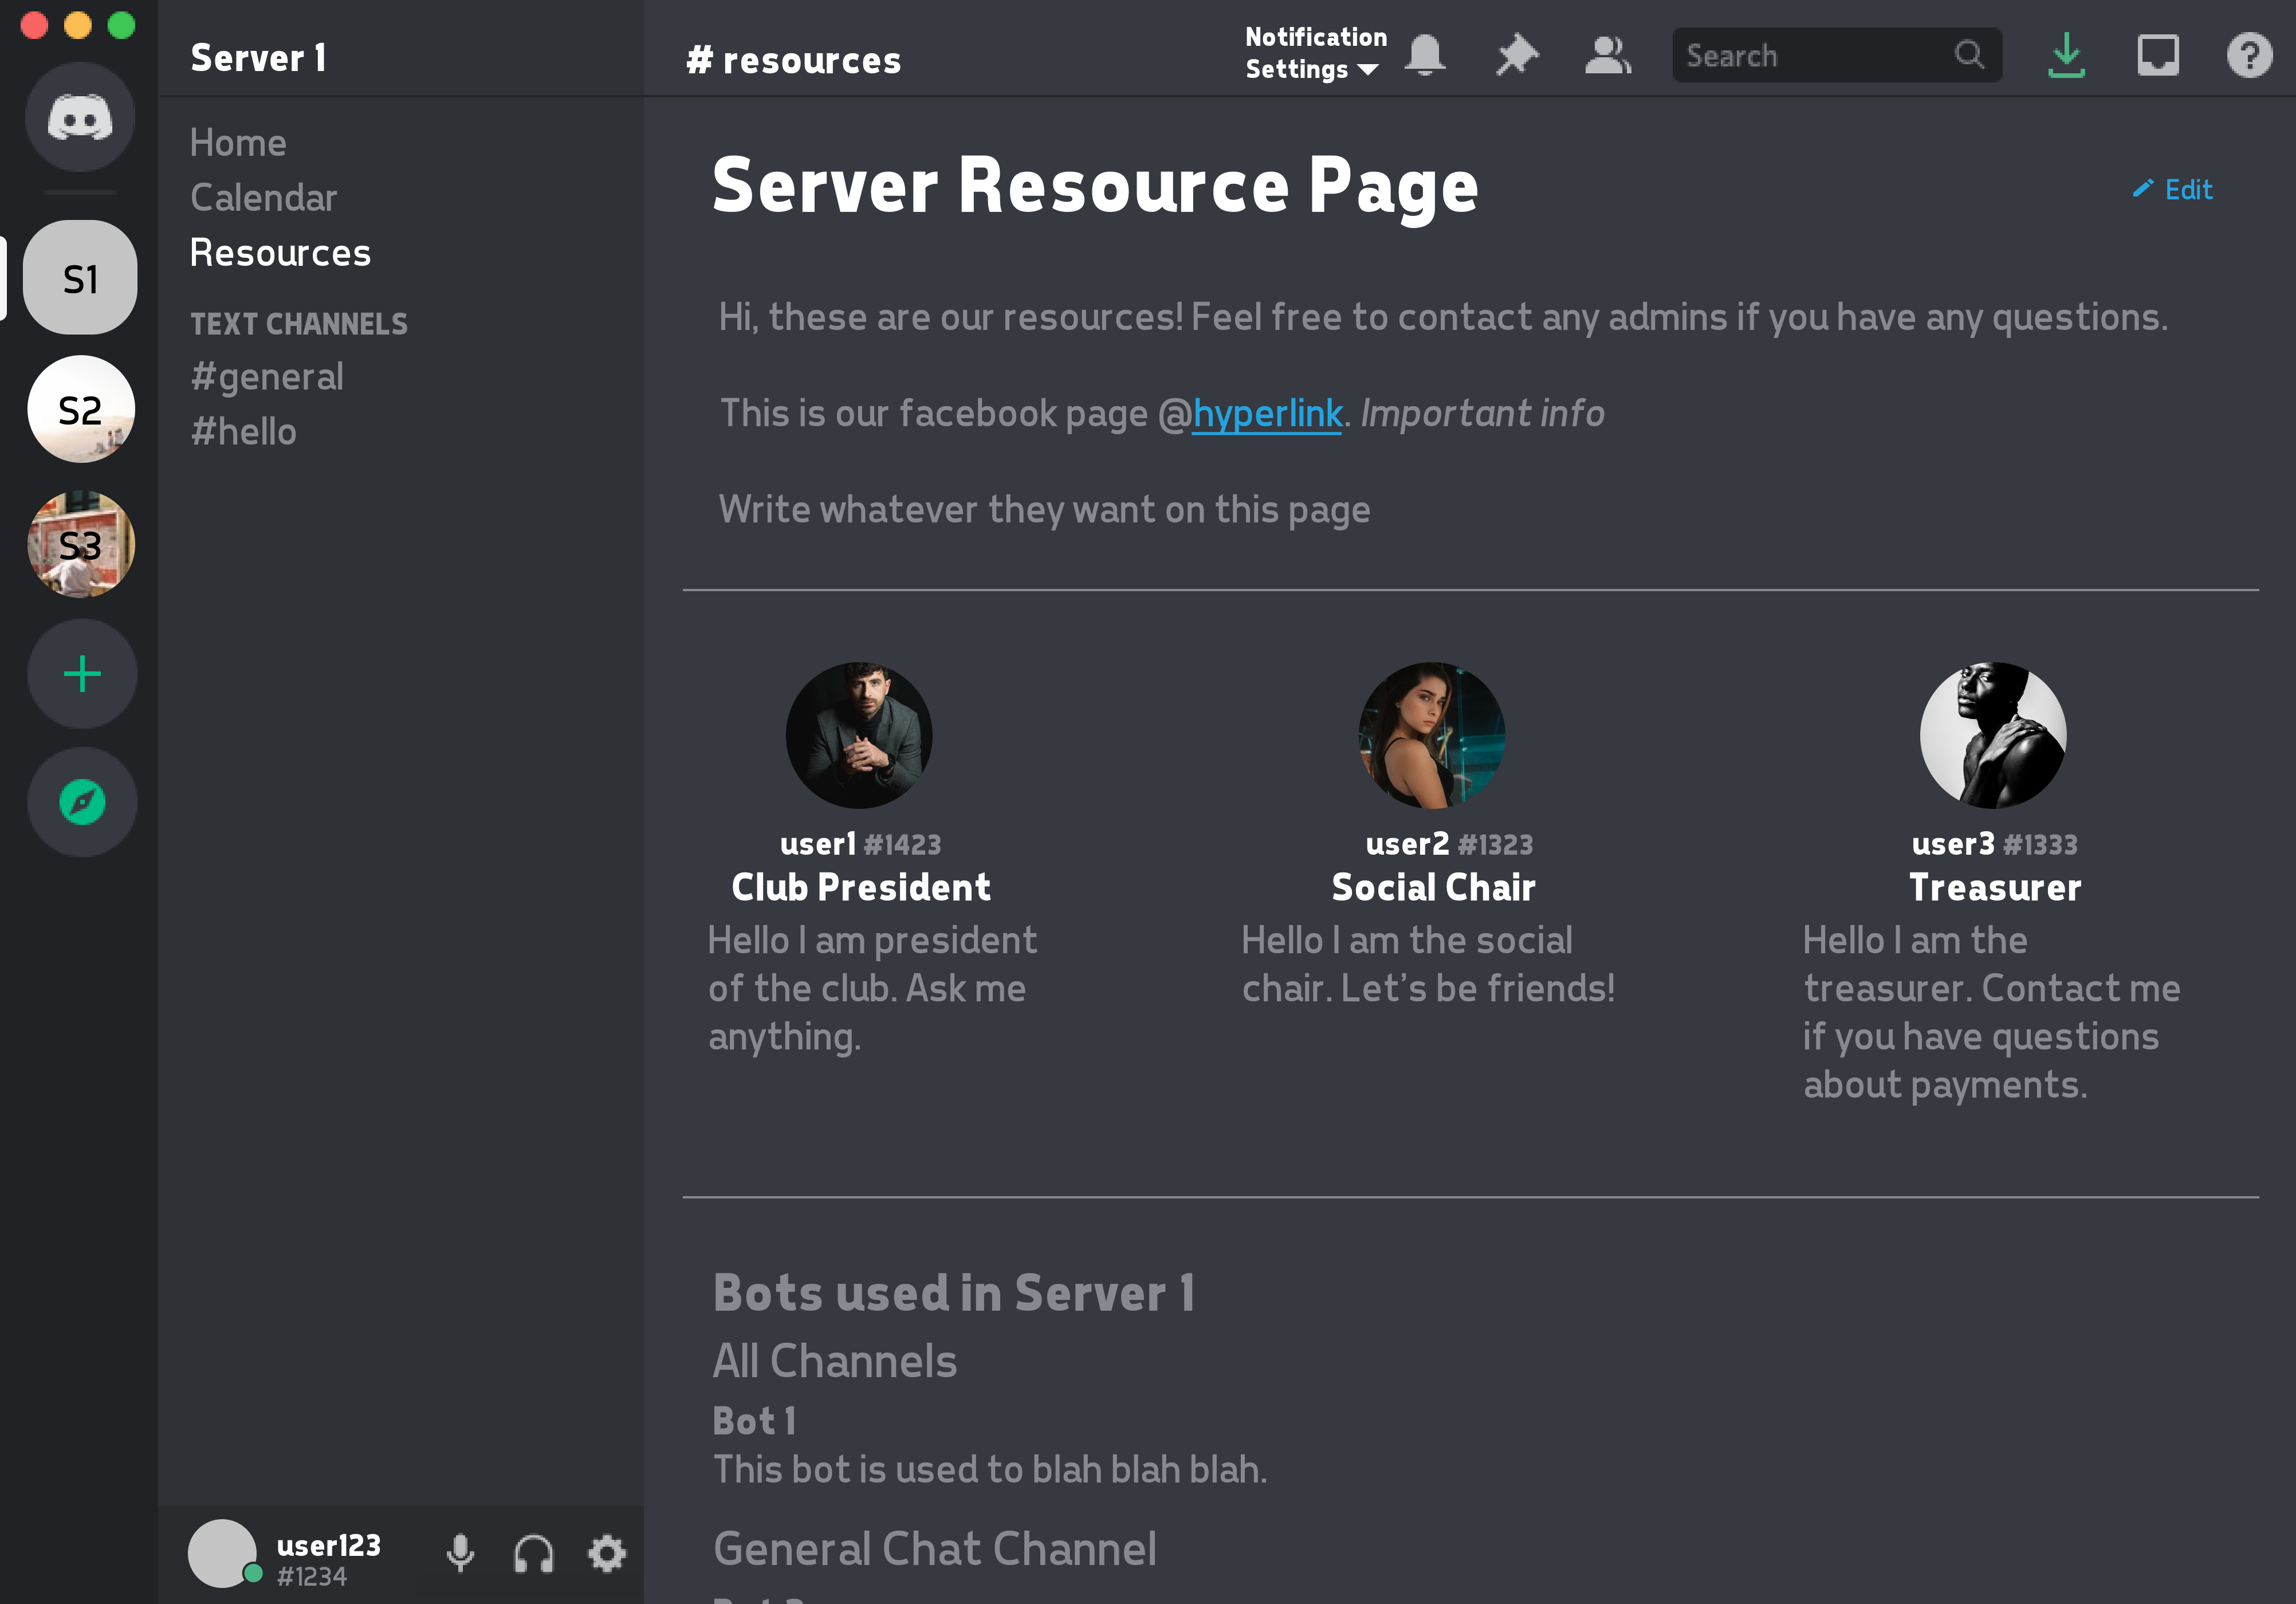 Server 1
# resources
Notification
Settings
Search
Home
Calendar
Resources
TEXT CHANNELS
#general
#hello
S1
S2
S3
Server Resource Page
Edit
Hi, these are our resources! Feel free to contact any admins if you have any questions.
This is our facebook page @hyperlink. Important info
Write whatever they want on this page
user1 #1423
Club President
Hello I am president
of the club. Ask me
anything.
user2 #1323
Social Chair
Hello I am the social
chair. Let's be friends!
user3 #1333
Treasurer
Hello I am the
treasurer. Contact me
if you have questions
about payments.
Bots used in Server 1
All Channels
Bot 1
This bot is used to blah blah blah.
General Chat Channel
user123
#1234